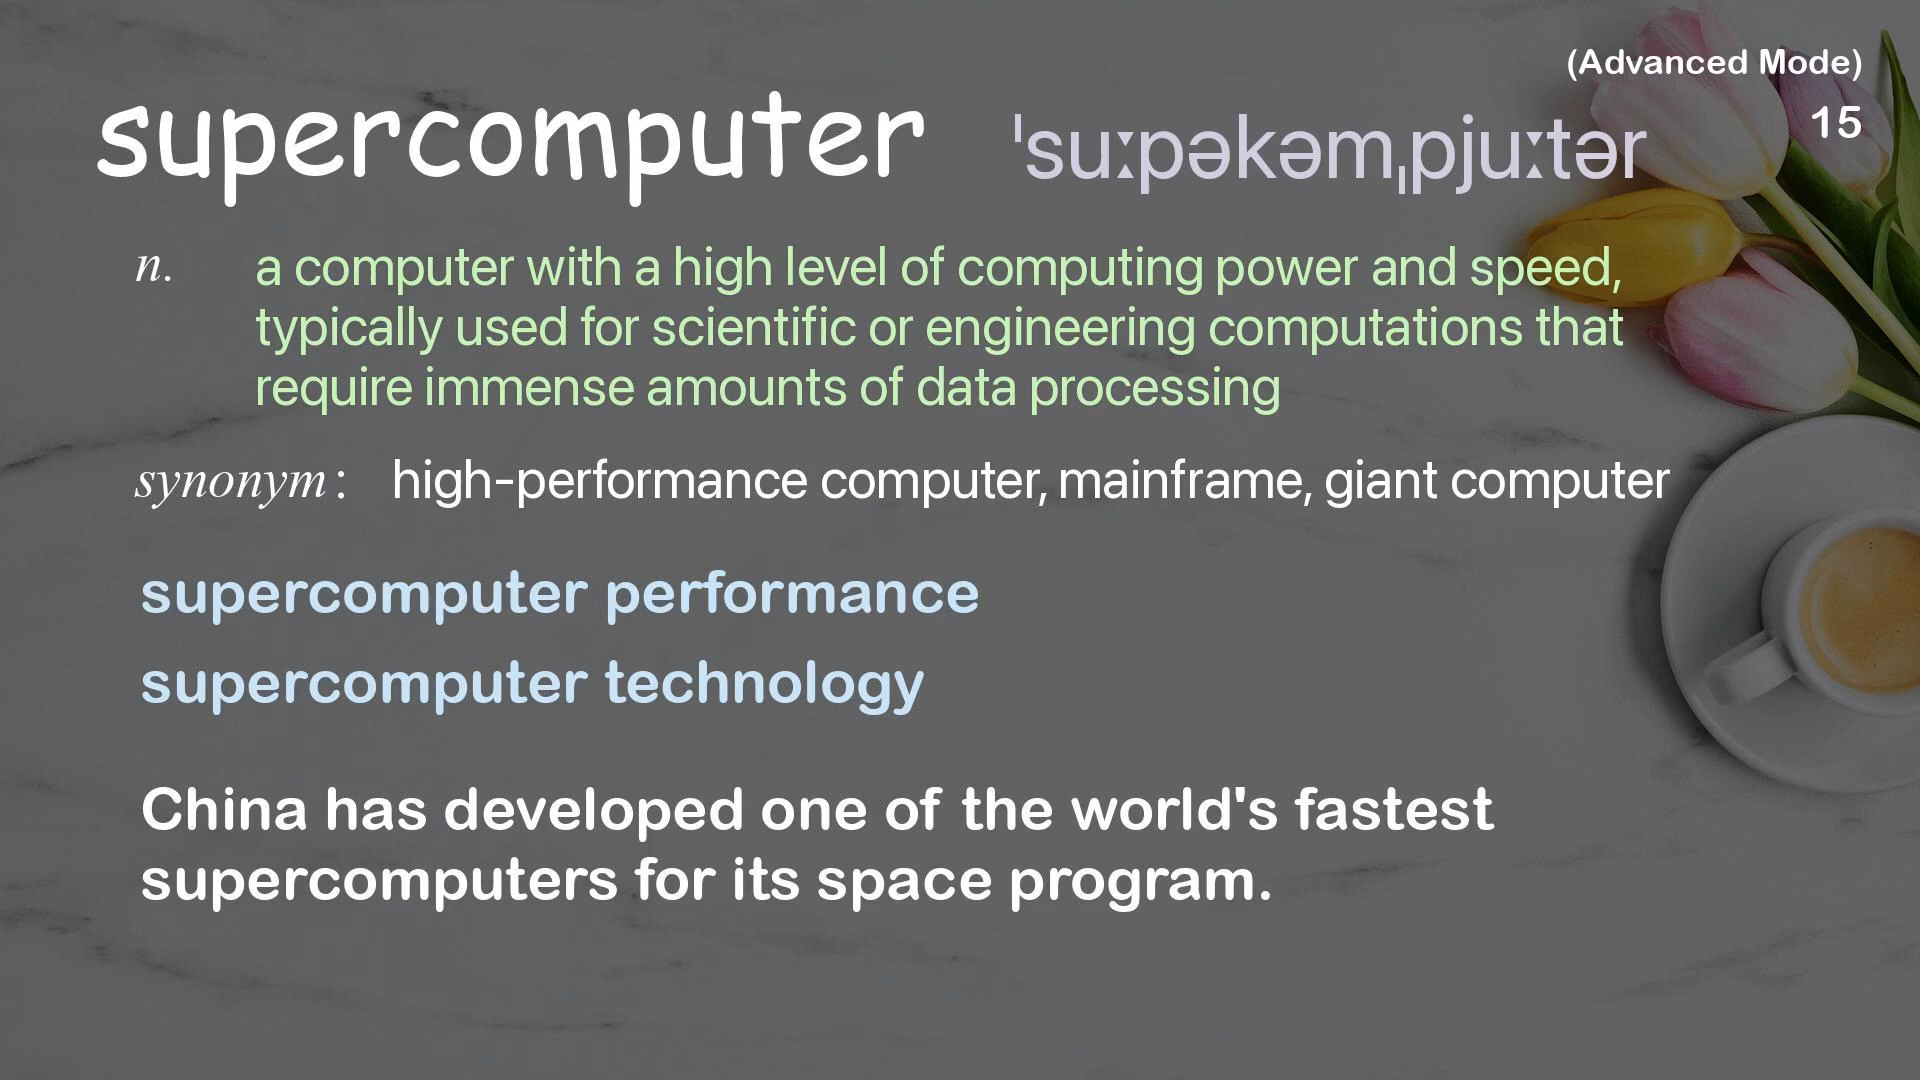 (Advanced Mode)
supercomputer ˈsuːpəkəmˌpjuːtər 15
n. a computer with a high level of computing power and speed,
typically used for scientific or engineering computations that
require immense amounts of data processing
synonym : high-performance computer, mainframe, giant computer
supercomputer performance
supercomputer technology
China has developed one of the world's fastest
supercomputers for its space program.